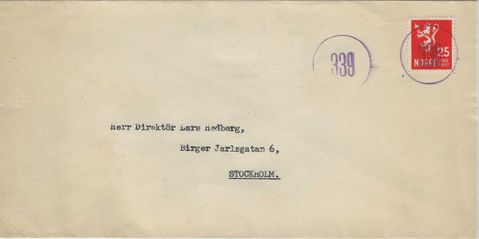 339
25
NORGE
Herr Direktör Lars Hedberg,
Birger Jarlsgatan 6,
STOCKHOLM.